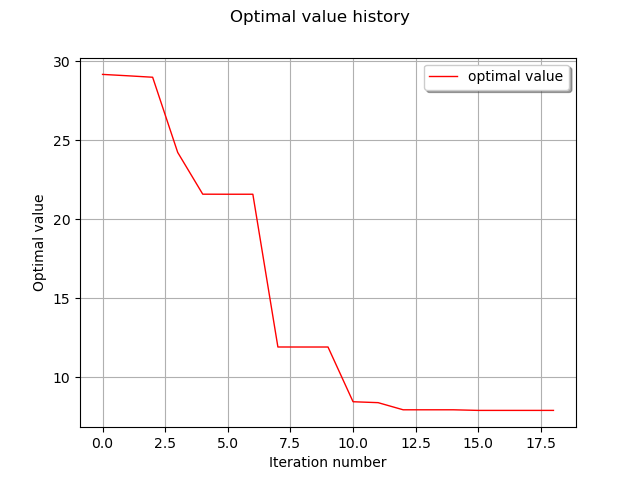 Optimal value history
optimal value
Optimal value
30
25
20
15
10
0.0 2.5 5.0 7.5 10.0 12.5 15.0 17.5
Iteration number